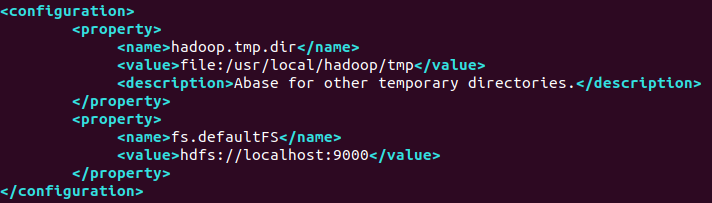 <configuration>
        <property>
             <name>hadoop.tmp.dir</name>
             <value>file:/usr/local/hadoop/tmp</value>
             <description>Abase for other temporary directories.</description>
        </property>
        <property>
             <name>fs.defaultFS</name>
             <value>hdfs://localhost:9000</value>
        </property>
</configuration>